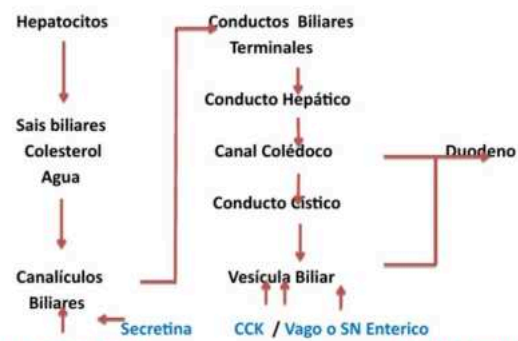 Hepatocitos
Sais biliares
Colesterol
Agua
Canalículos
Biliares
Secretina
Conductos Biliares
Terminales
Conducto Hepático
Canal Colédoco
Conducto Cístico
Vesícula Biliar
CCK / Vago o SN Enterico
Duodeno